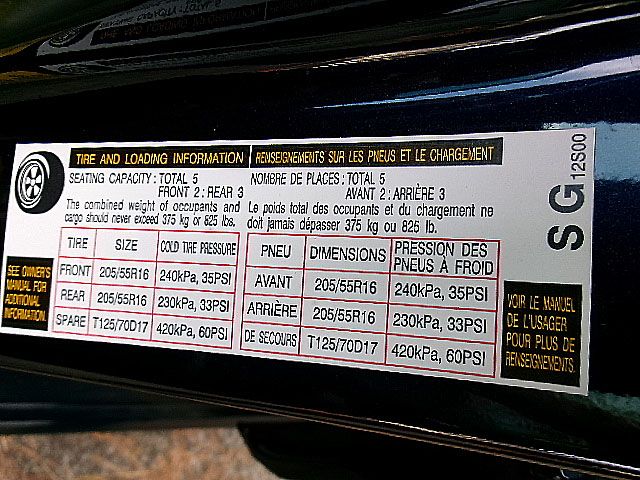 TIRE AND LOADING INFORMATION
SEATING CAPACITY: TOTAL 5
FRONT 2: REAR 3
The combined weight of occupants and
cargo should never exceed 375 kg or 825 lbs.
TIRE SIZE COLD TIRE PRESSURE
FRONT 205/55R16 240kPa, 35PSI
REAR 205/55R16 230kPa, 33PSI
SPARE T125/70D17 420kPa, 60PSI
SEE OWNER'S
MANUAL FOR
ADDITIONAL
INFORMATION.
RENSEIGNEMENTS SUR LES PNEUS ET LE CHARGEMENT
NOMBRE DE PLACES: TOTAL 5
AVANT 2: ARRIÈRE 3
Le poids total des occupants et du chargement ne
doit jamais dépasser 375 kg ou 825 lb.
PNEU DIMENSIONS PRESSION DES
PNEUS À FROID
AVANT 205/55R16 240kPa, 35PSI
ARRIÈRE 205/55R16 230kPa, 33PSI
DE SECOURS T125/70D17 420kPa, 60PSI
VOIR LE MANUEL
DE L'USAGER
POUR PLUS DE
RENSEIGNEMENTS.
SG
12S00